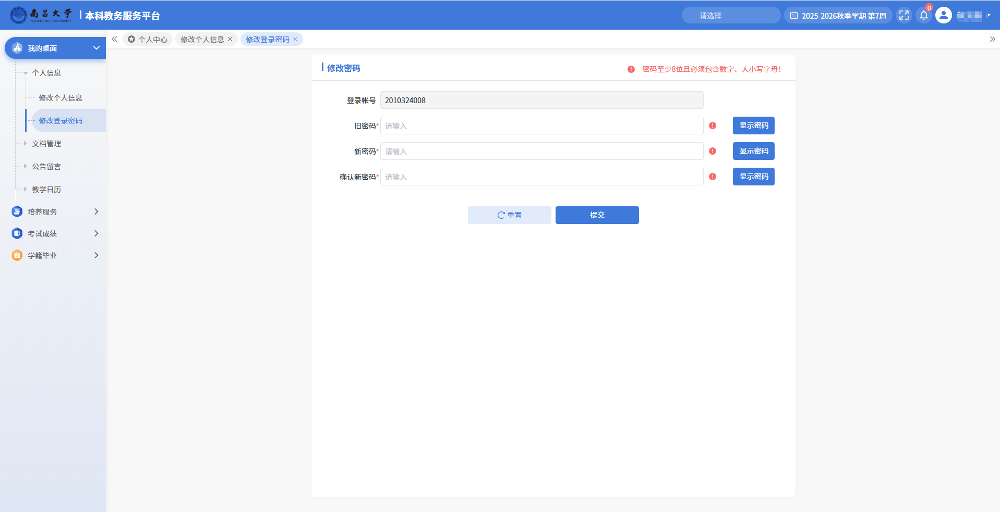 南昌大学
NANCHANG UNIVERSITY
本科教务服务平台
请选择
2025-2026秋季学期 第7周
0
我的桌面
个人中心
修改个人信息
修改登录密码
个人信息
修改个人信息
修改登录密码
文档管理
公告留言
教学日历
培养服务
考试成绩
学籍毕业
修改密码
密码至少8位且必须包含数字、大小写字母!
登录帐号 2010324008
旧密码* 请输入 显示密码
新密码* 请输入 显示密码
确认新密码* 请输入 显示密码
重置 提交